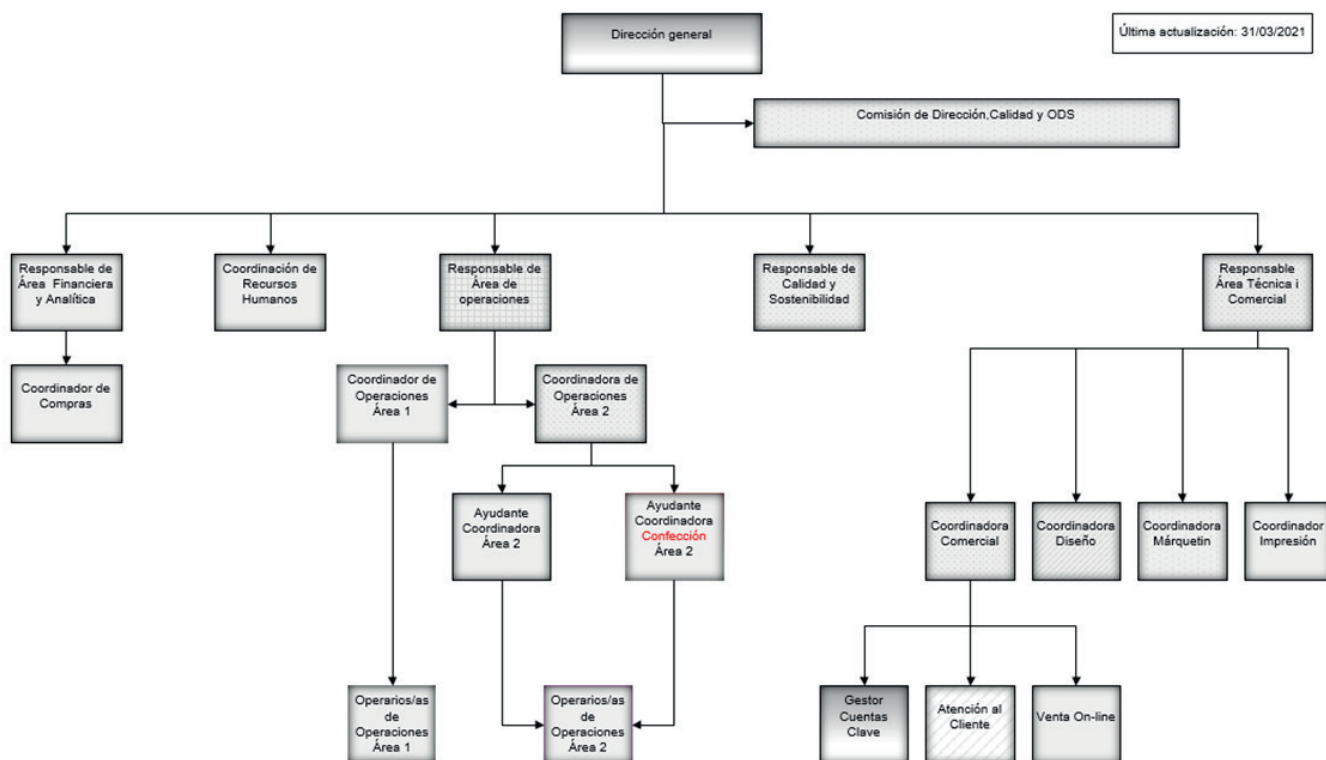 Dirección general
Última actualización: 31/03/2021
Comisión de Dirección,Calidad y ODS
Responsable de
Área Financiera
y Analítica
Coordinación de
Recursos
Humanos
Responsable de
Área de
operaciones
Responsable de
Calidad y
Sostenibilidad
Responsable
Área Técnica i
Comercial
Coordinador de
Compras
Coordinador de
Operaciones
Área 1
Coordinadora de
Operaciones
Área 2
Ayudante
Coordinadora
Área 2
Ayudante
Coordinadora
Confección
Área 2
Coordinadora
Comercial
Coordinadora
Diseño
Coordinadora
Márquetin
Coordinador
Impresión
Operarios/as
de
Operaciones
Área 1
Operarios/as
de
Operaciones
Área 2
Gestor
Cuentas
Clave
Atención al
Cliente
Venta On-line